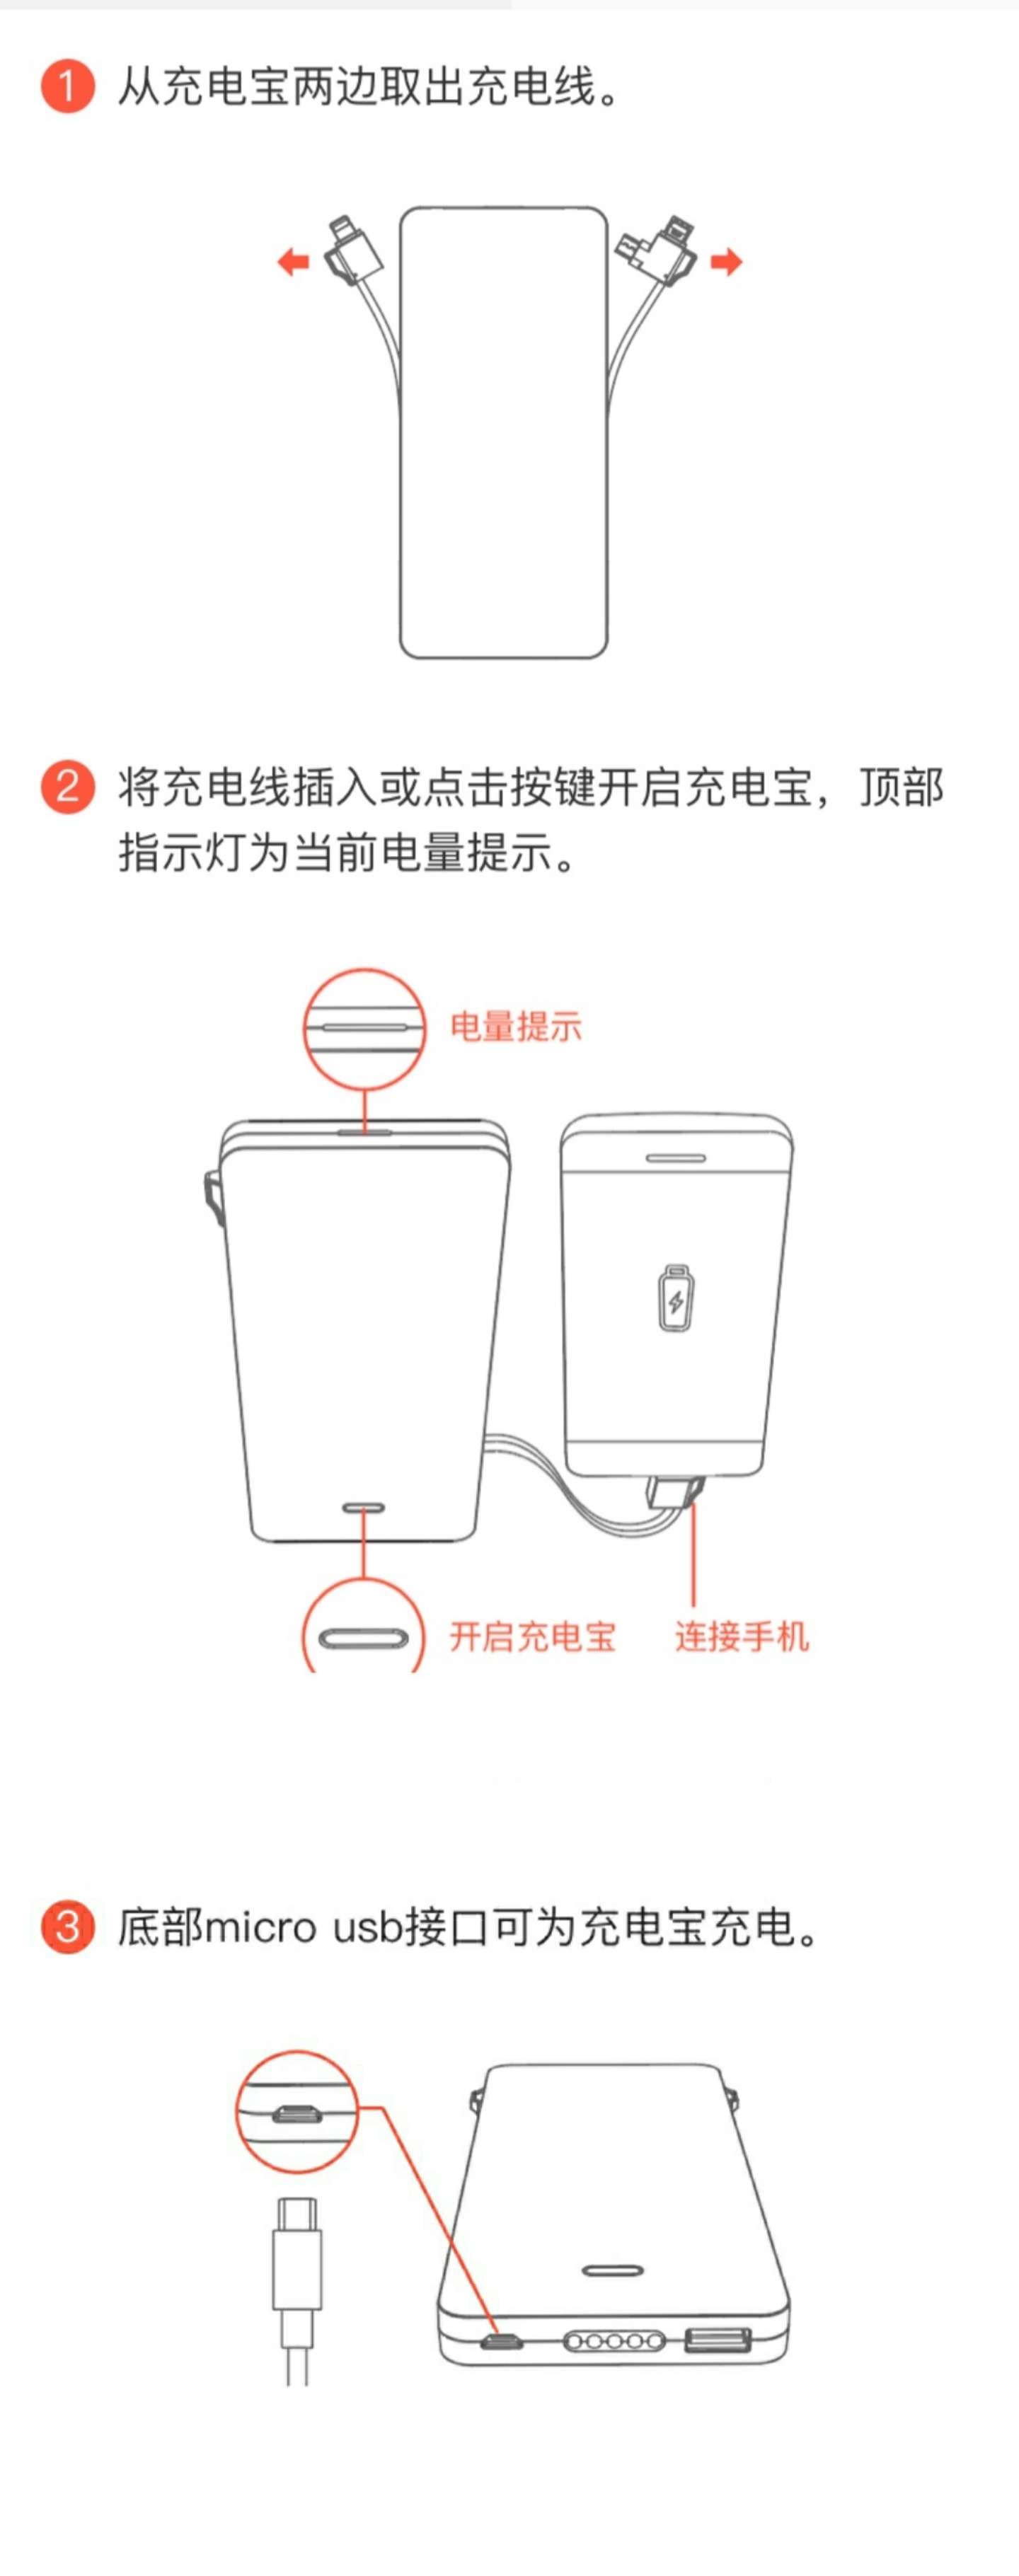 1 从充电宝两边取出充电线。
2 将充电线插入或点击按键开启充电宝，顶部
指示灯为当前电量提示。
电量提示
开启充电宝 连接手机
3 底部micro usb接口可为充电宝充电。